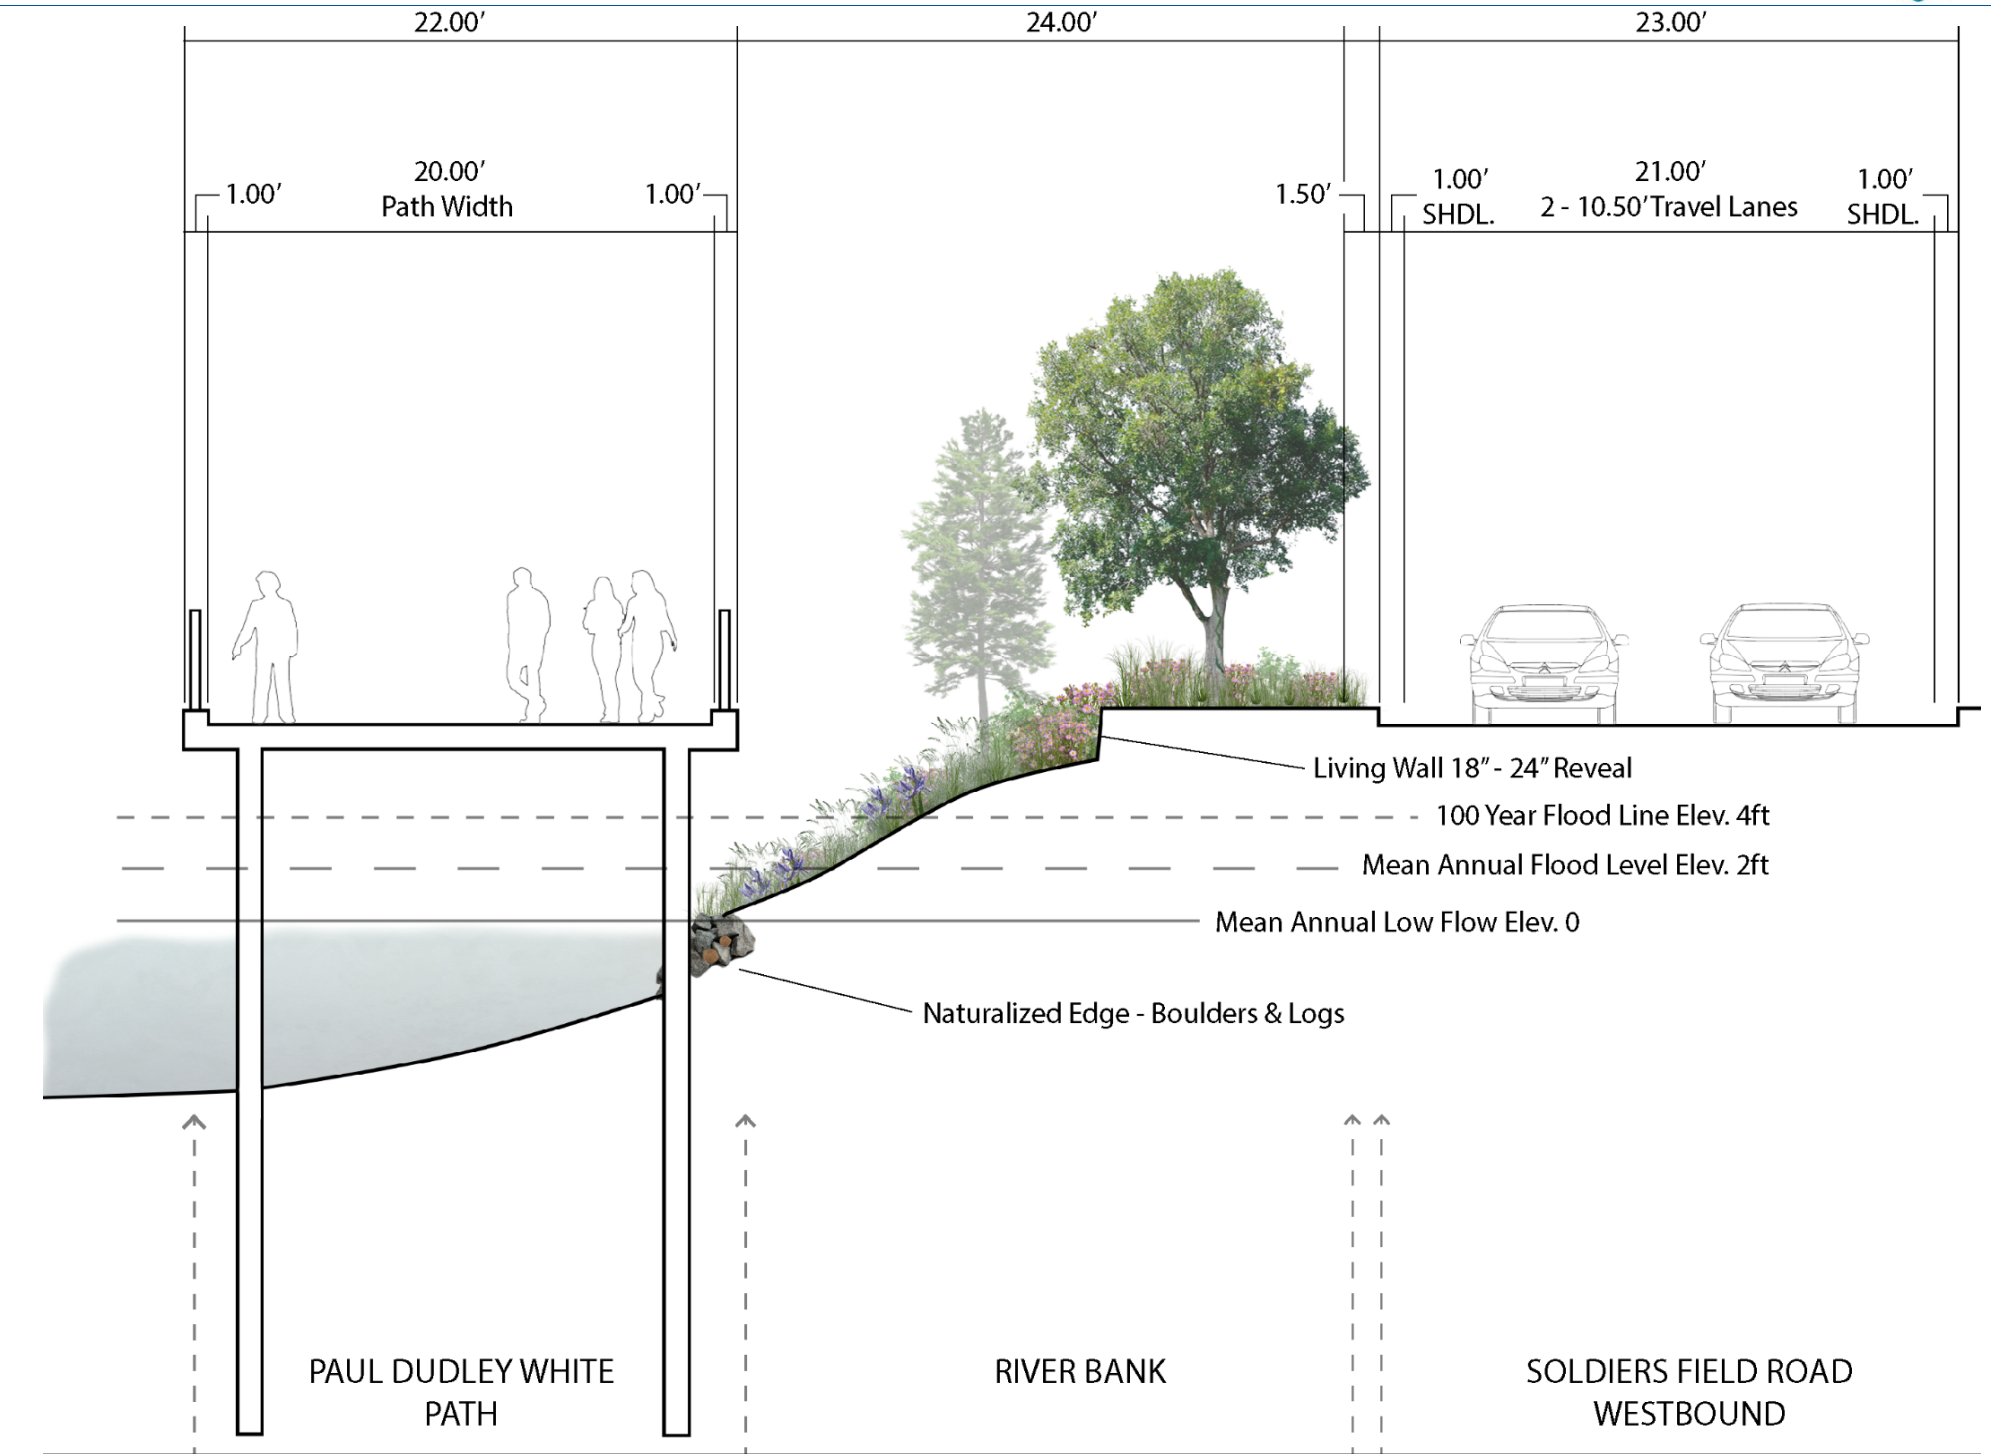 22.00’
24.00’
23.00’
20.00’
Path Width
1.00’
1.00’
1.50’
1.00’
SHDL.
21.00’
2 - 10.50’ Travel Lanes
1.00’
SHDL.
Living Wall 18” - 24” Reveal
100 Year Flood Line Elev. 4ft
Mean Annual Flood Level Elev. 2ft
Mean Annual Low Flow Elev. 0
Naturalized Edge - Boulders & Logs
PAUL DUDLEY WHITE
PATH
RIVER BANK
SOLDIERS FIELD ROAD
WESTBOUND